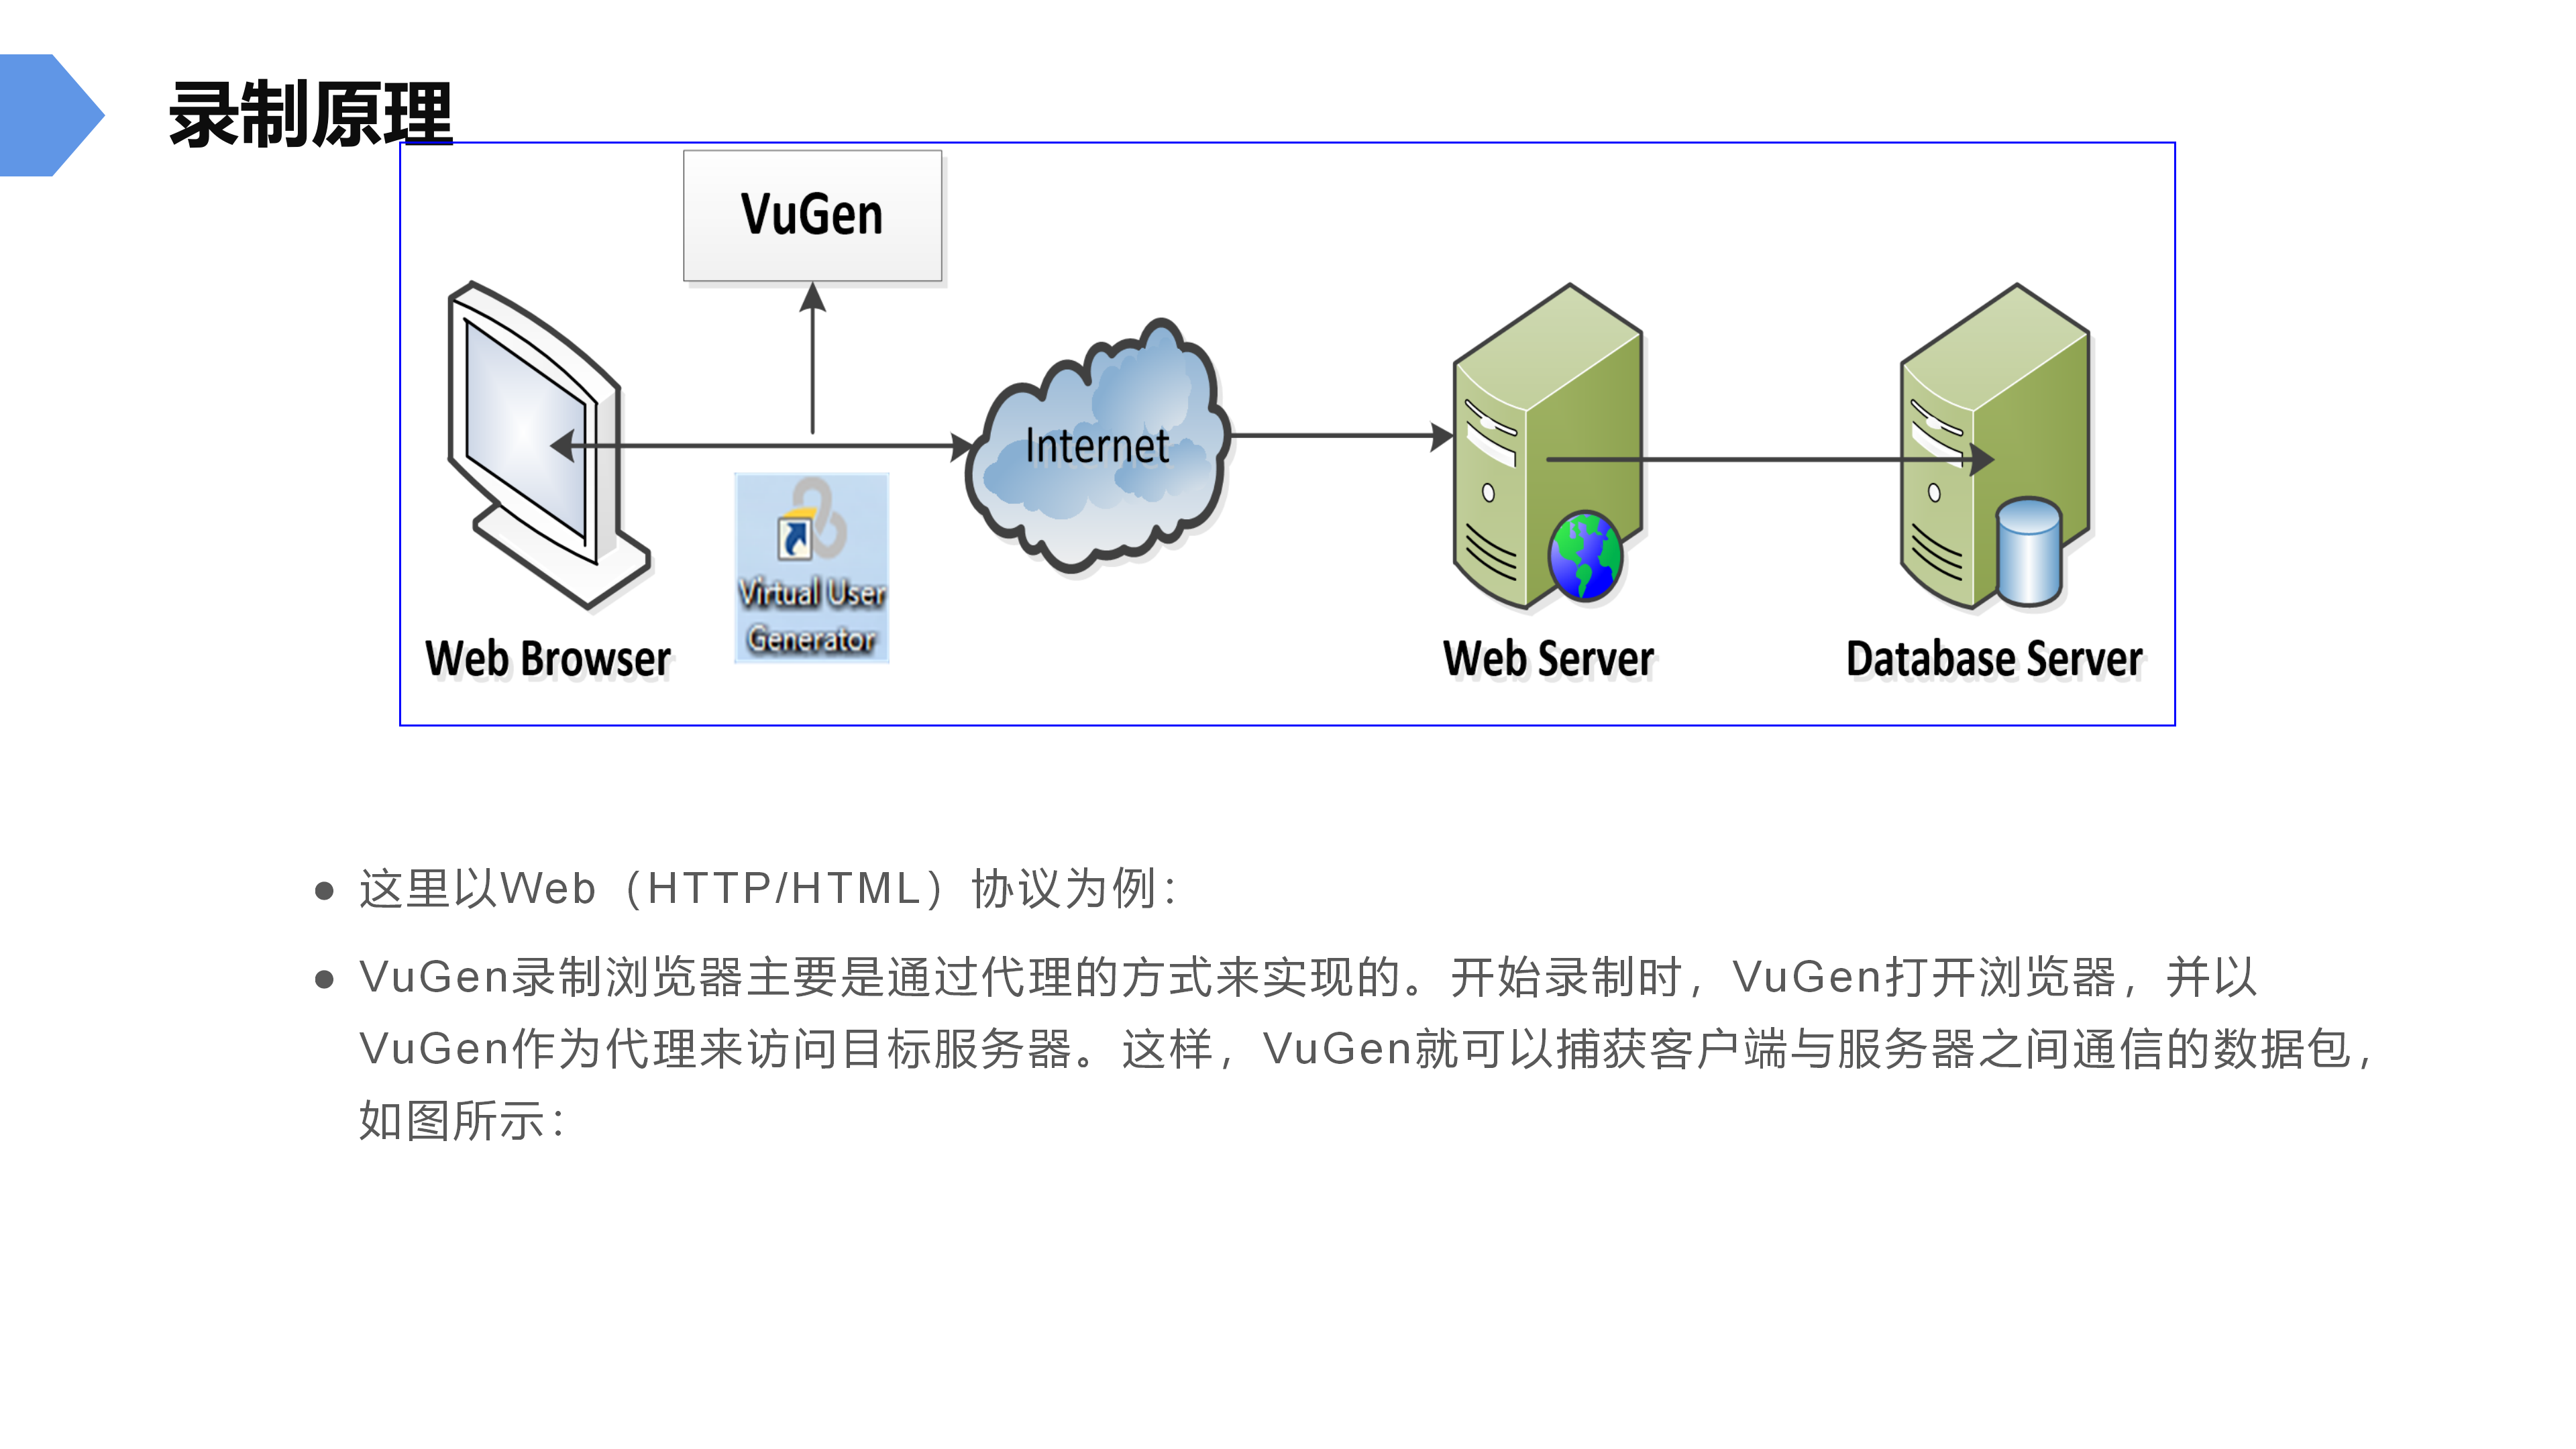 录制原理
VuGen
Internet
Virtual User
Generator
Web Browser
Web Server
Database Server
● 这里以Web（HTTP/HTML）协议为例：
● VuGen录制浏览器主要是通过代理的方式来实现的。开始录制时，VuGen打开浏览器，并以
VuGen作为代理来访问目标服务器。这样，VuGen就可以捕获客户端与服务器之间通信的数据包，
如图所示：